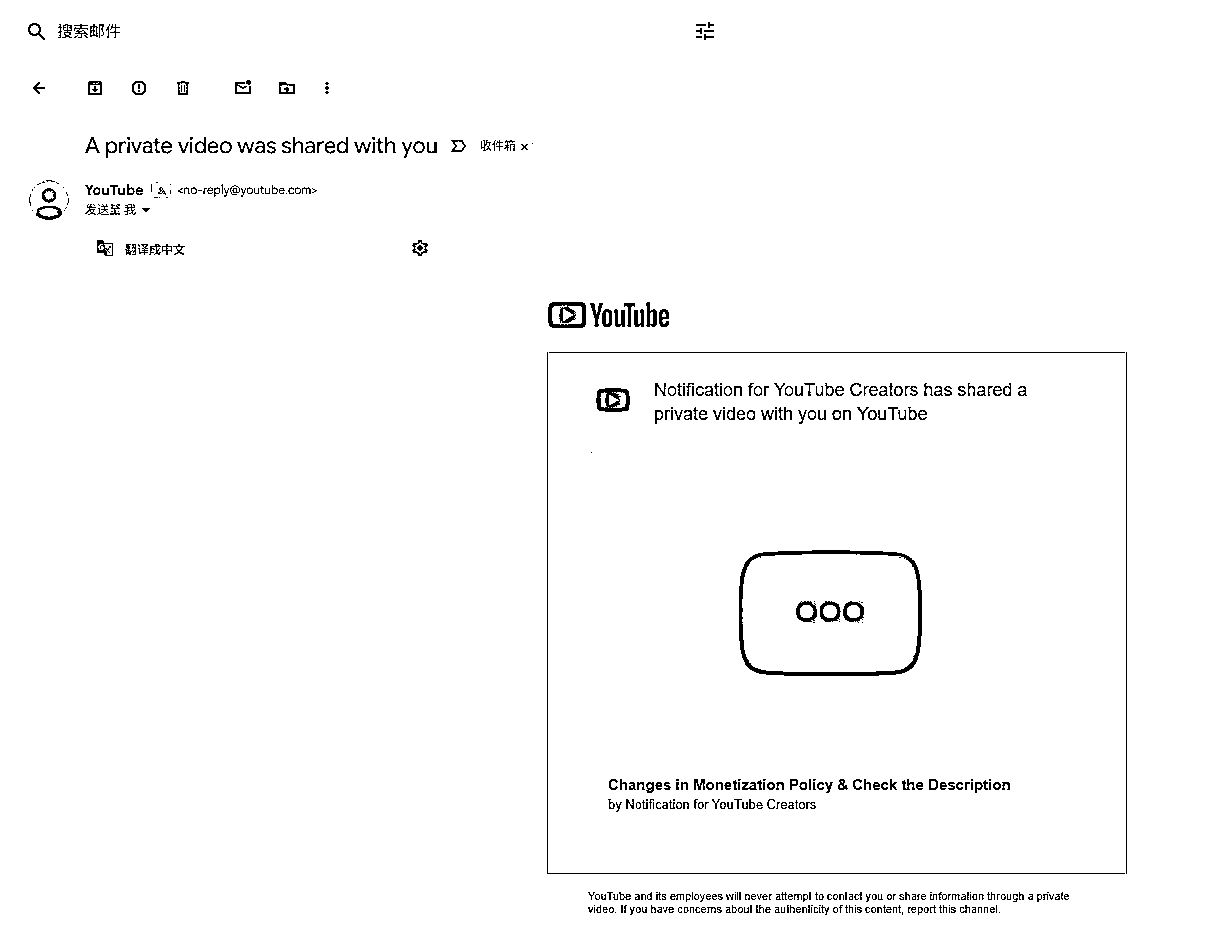 搜索邮件
A private video was shared with you 收件箱 ×
YouTube <no-reply@youtube.com>
发送至 我
翻译成中文
YouTube
Notification for YouTube Creators has shared a
private video with you on YouTube
Changes in Monetization Policy & Check the Description
by Notification for YouTube Creators
YouTube and its employees will never attempt to contact you or share information through a private
video. If you have concerns about the authenticity of this content, report this channel.